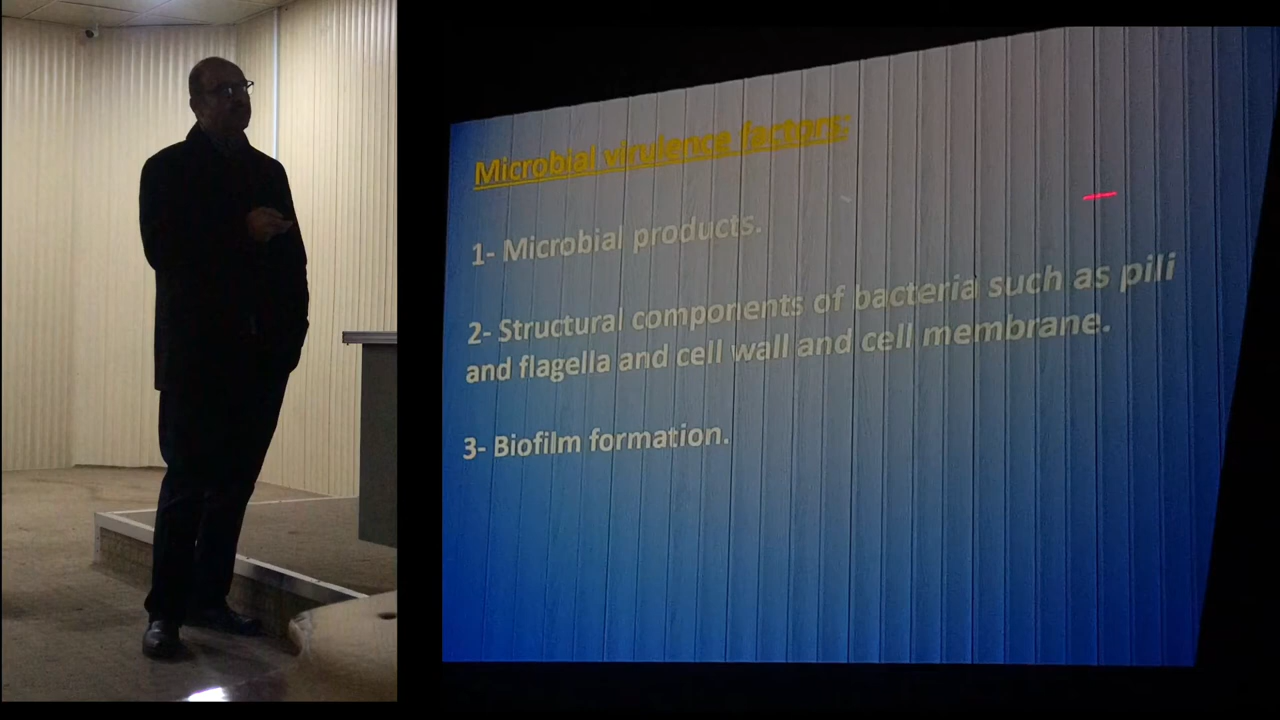 Microbial virulence factors:
1- Microbial products.
2- Structural components of bacteria such as pili
and flagella and cell wall and cell membrane.
3- Biofilm formation.